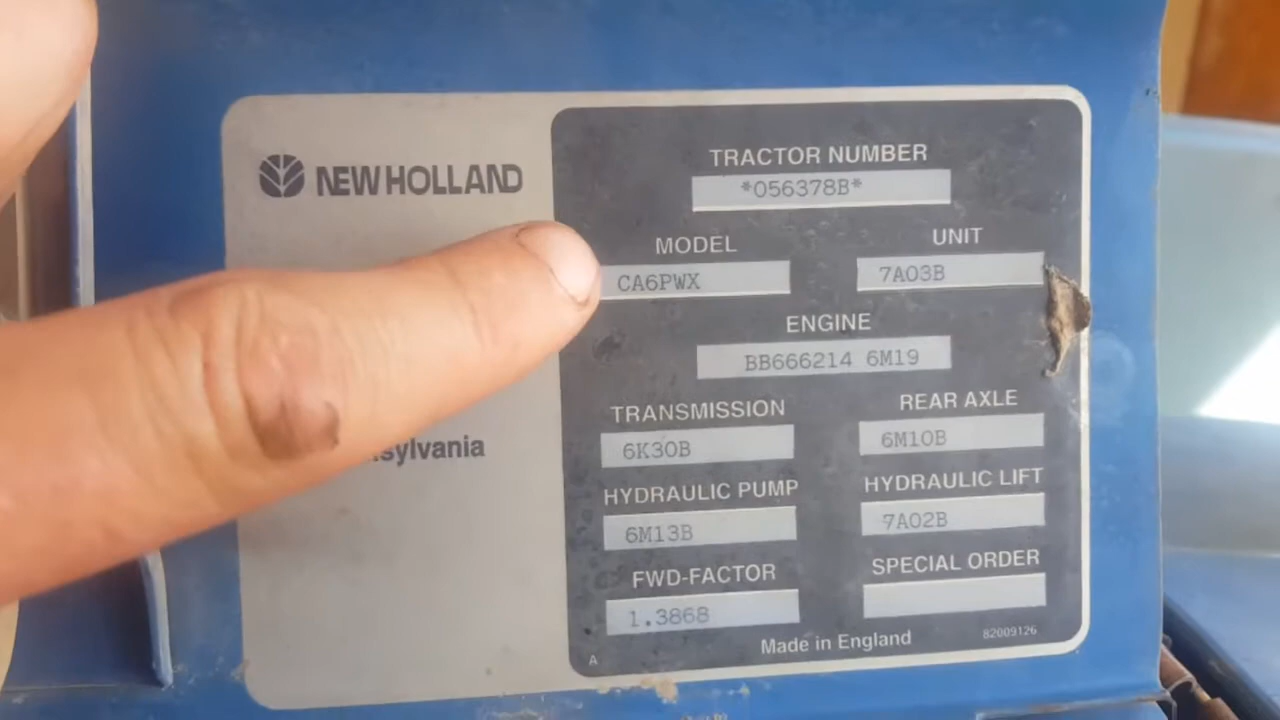 NEW HOLLAND
sylvania
TRACTOR NUMBER
*056378B*
MODEL
UNIT
CA6PWX
7A03B
ENGINE
BB666214 6M19
TRANSMISSION
REAR AXLE
6K30B
6M10B
HYDRAULIC PUMP
HYDRAULIC LIFT
6M13B
7A02B
FWD-FACTOR
SPECIAL ORDER
1.3868
Made in England
82009126
A